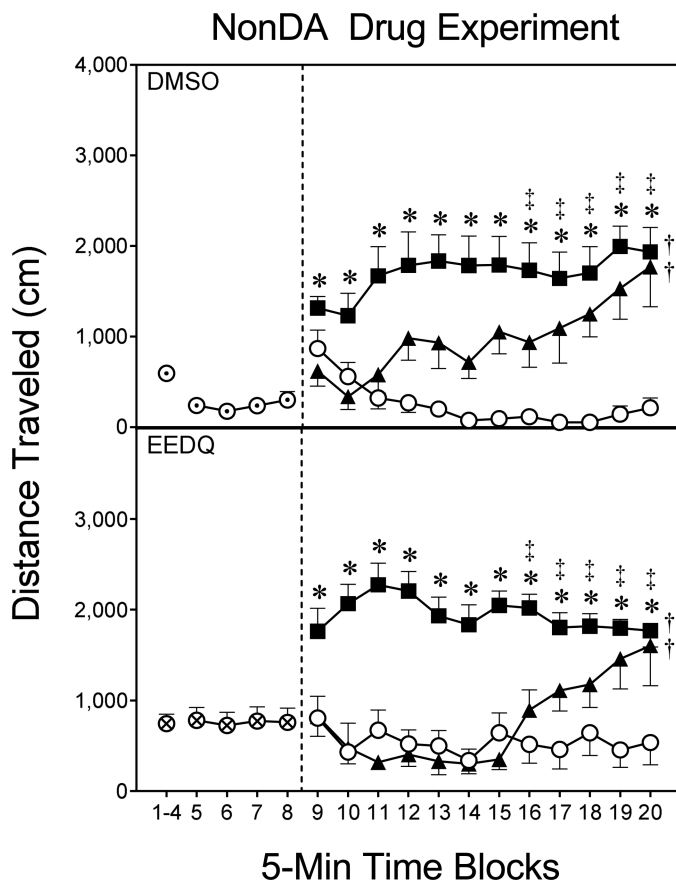 NonDA Drug Experiment
4,000
DMSO
3,000
‡ ‡ ‡ ‡ ‡
* * * * * * * * * * * *
2,000
†
†
1,000
0
EEDQ
3,000
‡ ‡ ‡ ‡ ‡
* * * * * * * * * * * *
2,000
†
†
1,000
0
1-4 5 6 7 8 9 10 11 12 13 14 15 16 17 18 19 20
Distance Traveled (cm)
5-Min Time Blocks